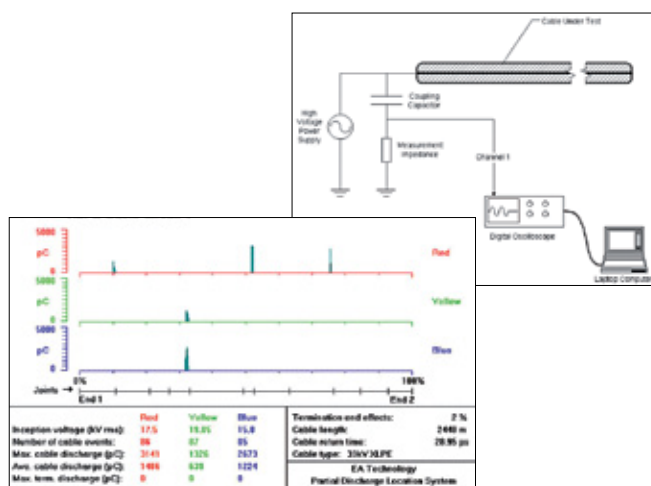 Cable Under Test
Coupling
Capacitor
High
Voltage
Power
Supply
Measurement
Impedance
Channel 1
Digital Oscilloscope
Laptop Computer
5000
pC
0
Red
5000
pC
0
Yellow
5000
pC
0
Blue
0% 100%
Joints →
End 1 End 2
Red Yellow Blue
Inception voltage (kV rms): 17.5 19.05 15.0
Number of cable events: 86 87 85
Max. cable discharge (pC): 3141 1326 2673
Ave. cable discharge (pC): 1486 638 1224
Max. term. discharge (pC): 0 0 0
Termination end effects: 2 %
Cable length: 2440 m
Cable return time: 28.95 µs
Cable type: 33kV XLPE
EA Technology
Partial Discharge Location System